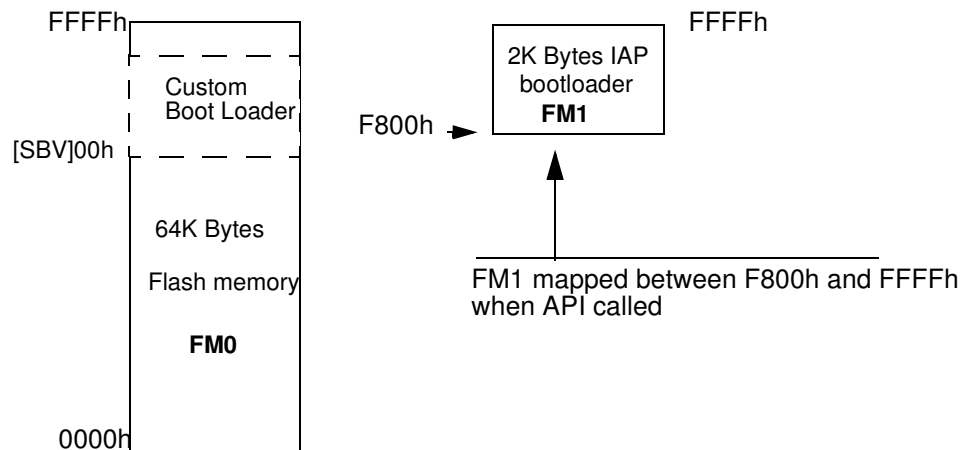 FFFFh
Custom
Boot Loader
[SBV]00h
64K Bytes
Flash memory
FM0
0000h
FFFFh
2K Bytes IAP
bootloader
FM1
F800h
FM1 mapped between F800h and FFFFh
when API called